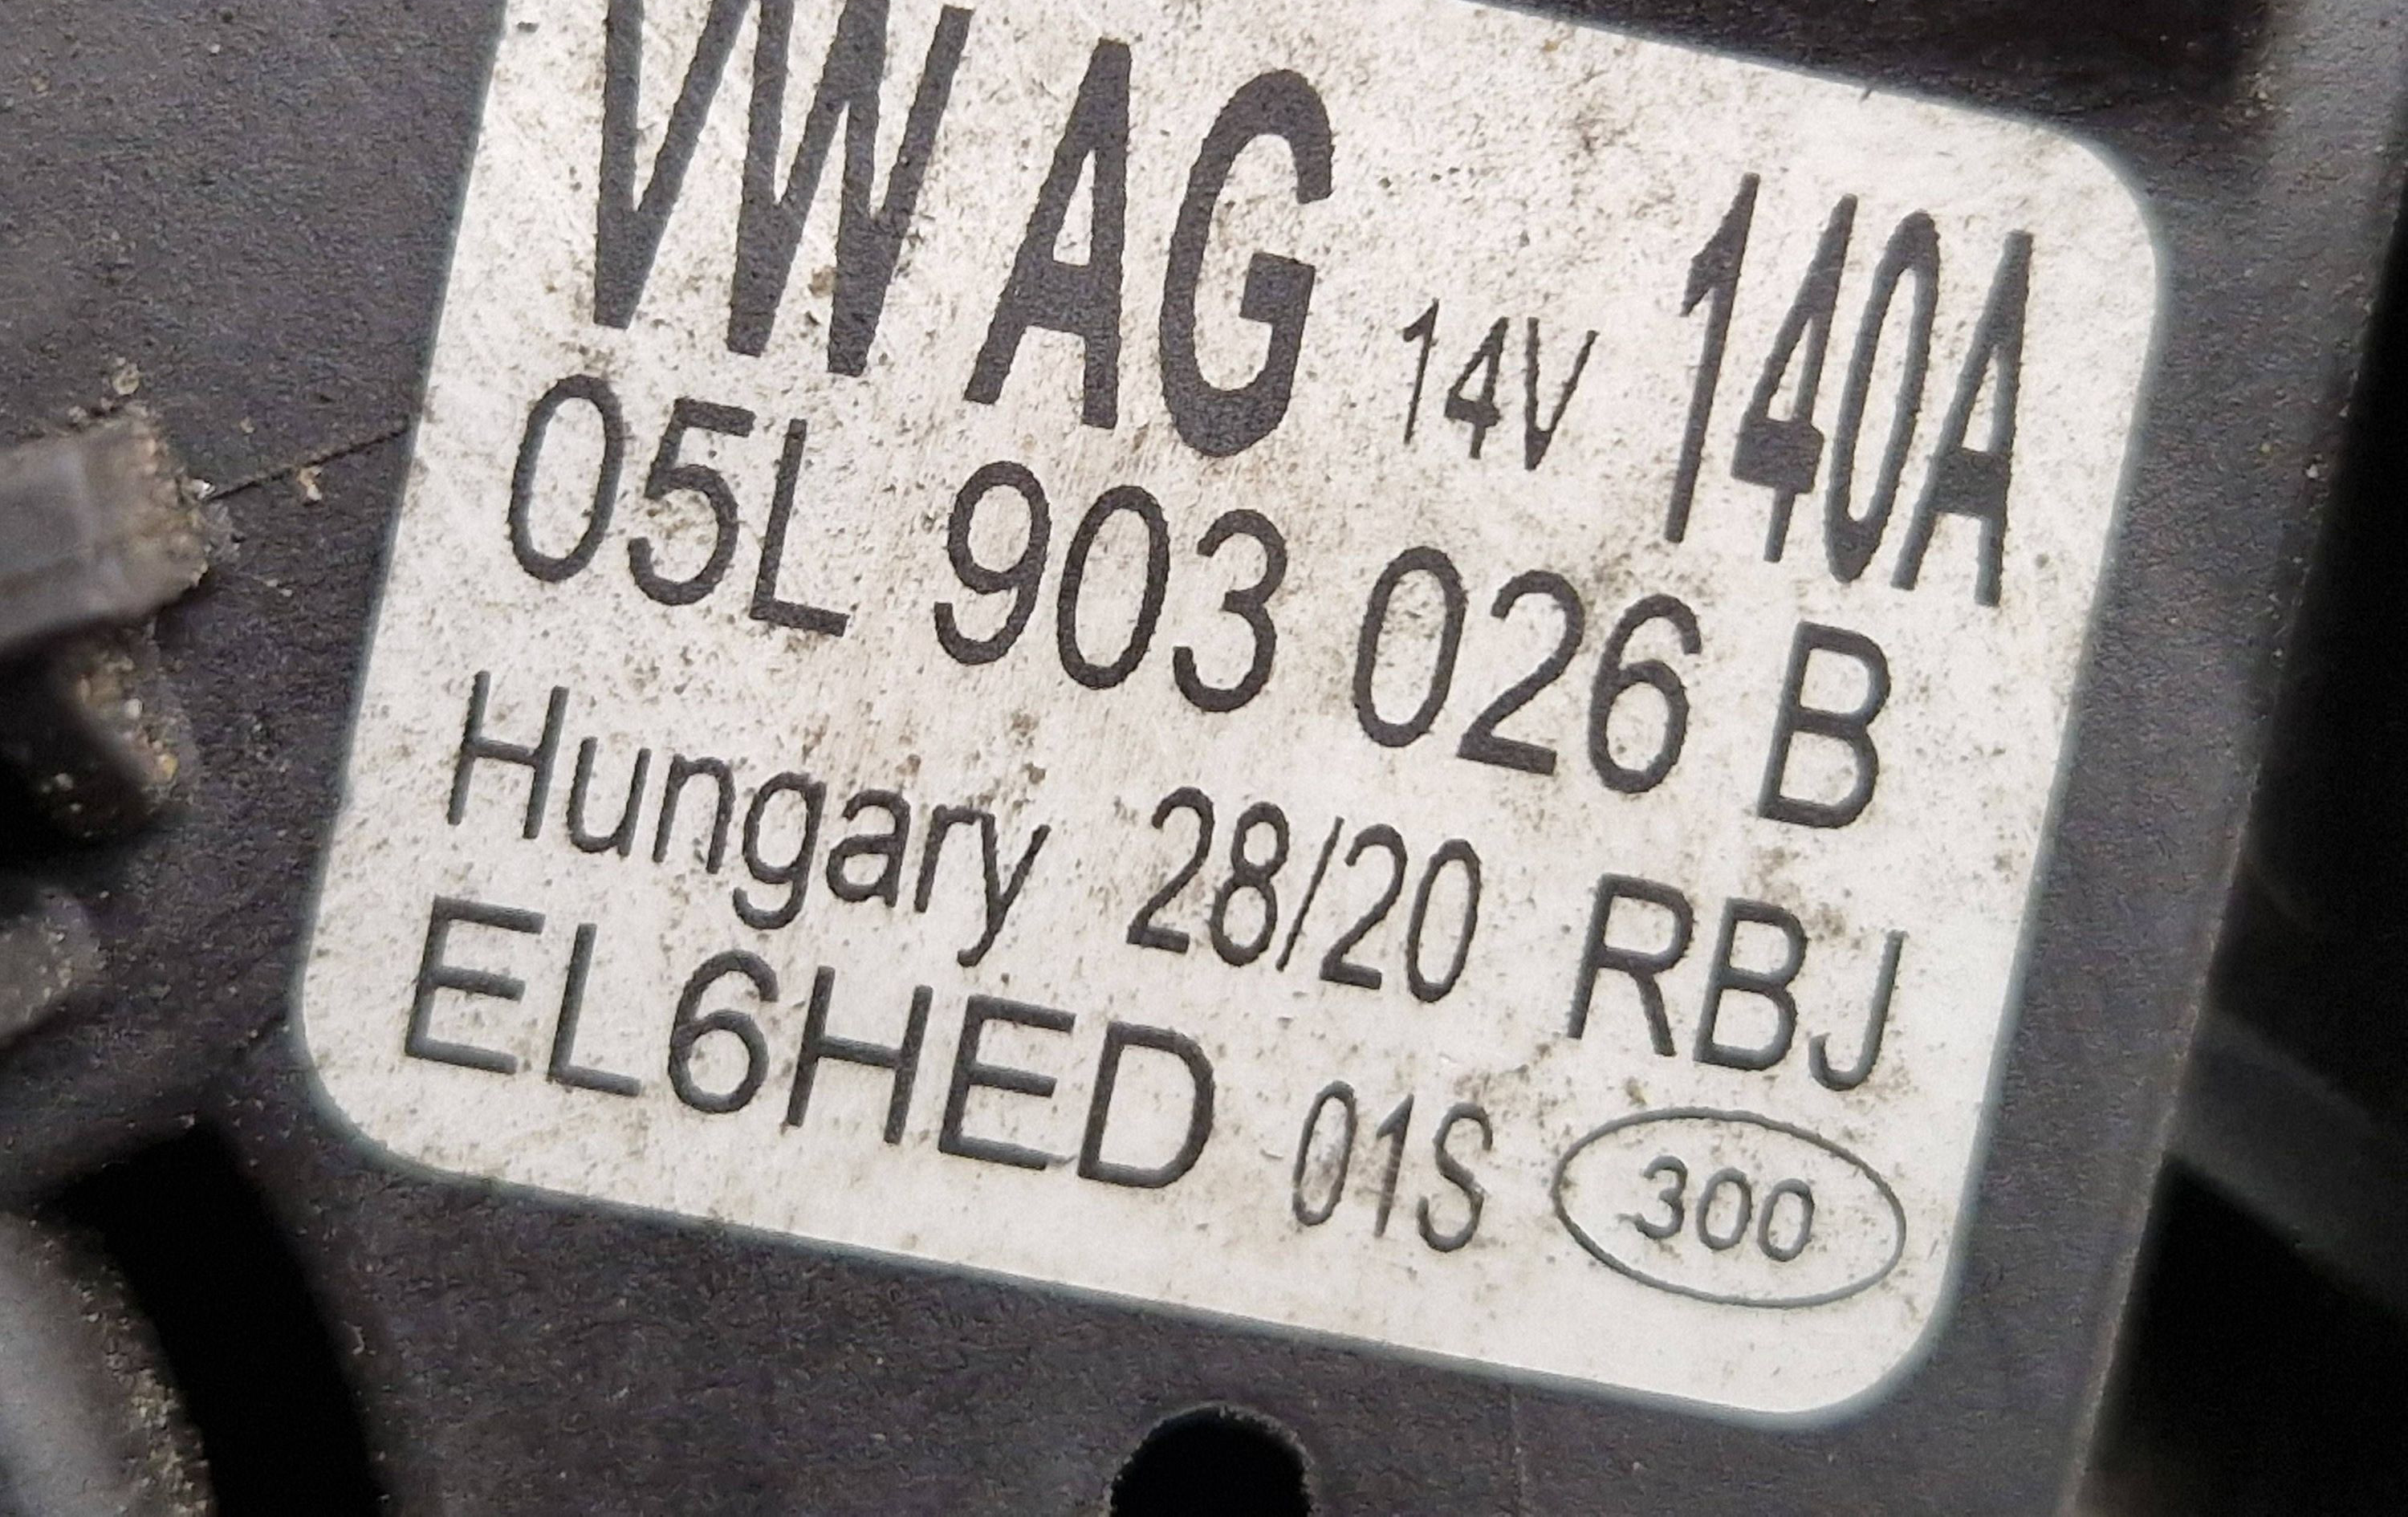 VW AG 14V 140A
05L 903 026 B
Hungary 28/20 RBJ
EL6HED 01S 300